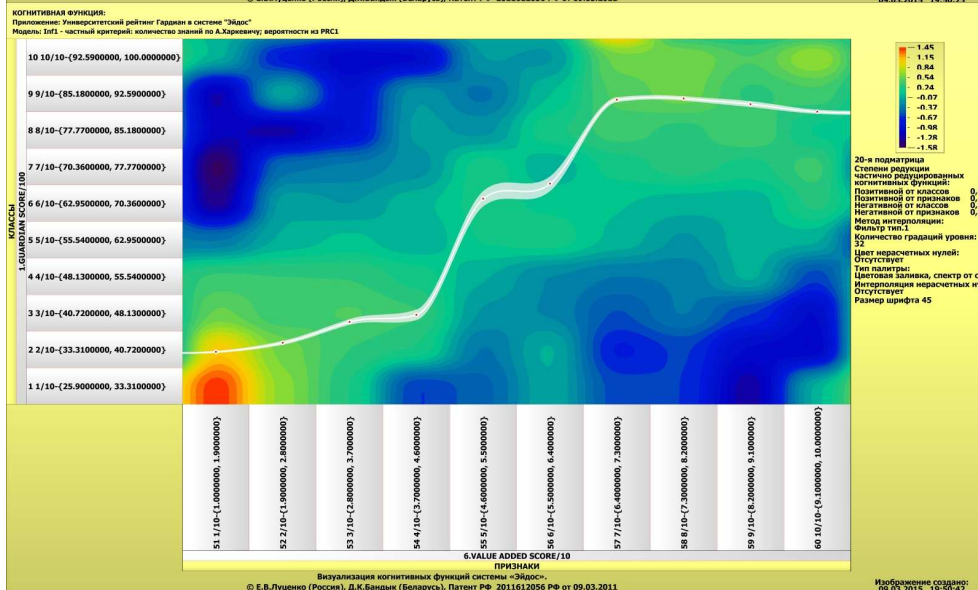 КОГНИТИВНАЯ ФУНКЦИЯ:
Приложение: Университетский рейтинг Гардиан в системе "Эйдос"
Модель: Inf1 - частный критерий: количество знаний по А.Харкевичу; вероятности из PRC1
КЛАССЫ
1.GUARDIAN SCORE/100
10 10/10-{92.5900000, 100.0000000}
9 9/10-{85.1800000, 92.5900000}
8 8/10-{77.7700000, 85.1800000}
7 7/10-{70.3600000, 77.7700000}
6 6/10-{62.9500000, 70.3600000}
5 5/10-{55.5400000, 62.9500000}
4 4/10-{48.1300000, 55.5400000}
3 3/10-{40.7200000, 48.1300000}
2 2/10-{33.3100000, 40.7200000}
1 1/10-{25.9000000, 33.3100000}
51 1/10-{1.0000000, 1.9000000}
52 2/10-{1.9000000, 2.8000000}
53 3/10-{2.8000000, 3.7000000}
54 4/10-{3.7000000, 4.6000000}
55 5/10-{4.6000000, 5.5000000}
56 6/10-{5.5000000, 6.4000000}
57 7/10-{6.4000000, 7.3000000}
58 8/10-{7.3000000, 8.2000000}
59 9/10-{8.2000000, 9.1000000}
60 10/10-{9.1000000, 10.0000000}
6.VALUE ADDED SCORE/10
ПРИЗНАКИ
Визуализация когнитивных функций системы «Эйдос».
© Е.В.Луценко (Россия), Д.К.Бандык (Беларусь), Патент РФ 2011612056 РФ от 09.03.2011
1.45
1.15
0.84
0.54
0.24
-0.07
-0.37
-0.67
-0.98
-1.28
-1.58
20-я подматрица
Степени редукции
частично редуцированных
когнитивных функций:
Позитивной от классов 0,
Позитивной от признаков 0,
Негативной от классов 0,
Негативной от признаков 0,
Метод интерполяции:
Фильтр тип.1
Количество градаций уровня:
32
Цвет нерасчетных нулей:
Отсутствует
Тип палитры:
Цветовая заливка, спектр от
Интерполяция нерасчетных
Отсутствует
Размер шрифта 45
Изображение создано:
09.03.2015 19:50:42